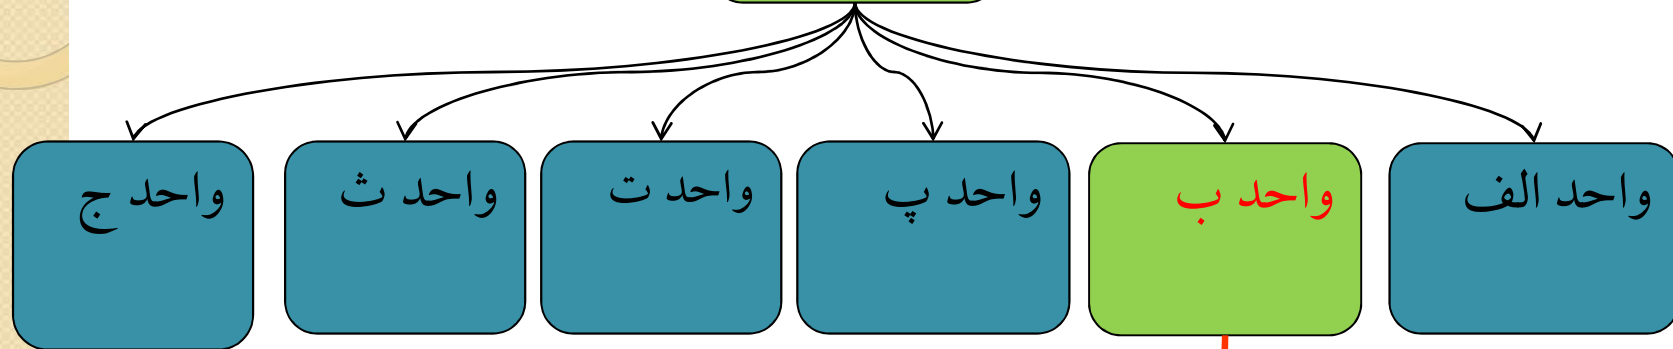 واحد الف
واحد ب
واحد پ
واحد ت
واحد ث
واحد ج